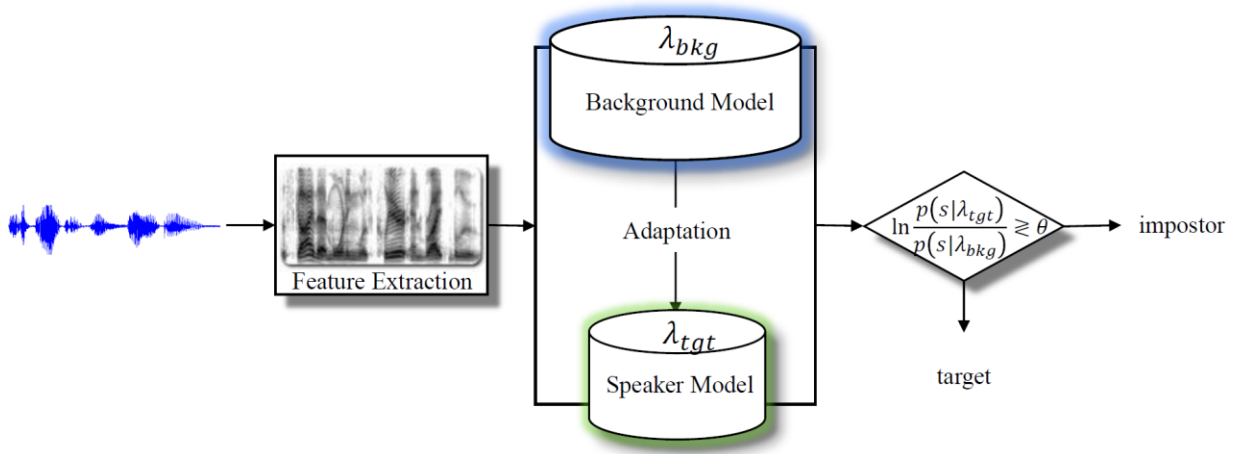 λ_bkg
Background Model
Feature Extraction
Adaptation
λ_tgt
Speaker Model
ln p(s|λ_tgt) / p(s|λ_bkg) ≷ θ
impostor
target